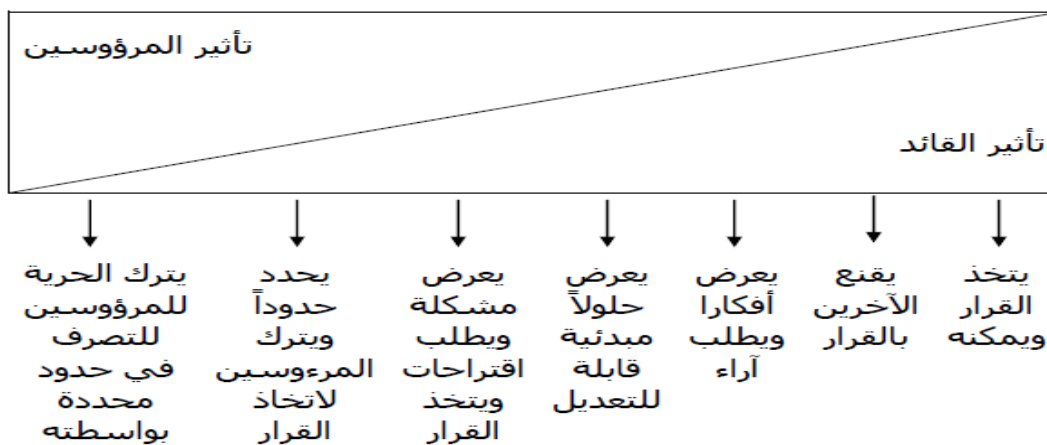 تأثير المرؤوسين
تأثير القائد
يتخذ
القرار
ويمكنه
يقنع
الآخرين
بالقرار
يعرض
أفكارا
ويطلب
آراء
يعرض
حلولاً
مبدئية
قابلة
للتعديل
يعرض
مشكلة
ويطلب
اقتراحات
ويتخذ
القرار
يحدد
حدوداً
ويترك
المرءوسين
لاتخاذ
القرار
يترك الحرية
للمرؤوسين
للتصرف
في حدود
محددة
بواسطته